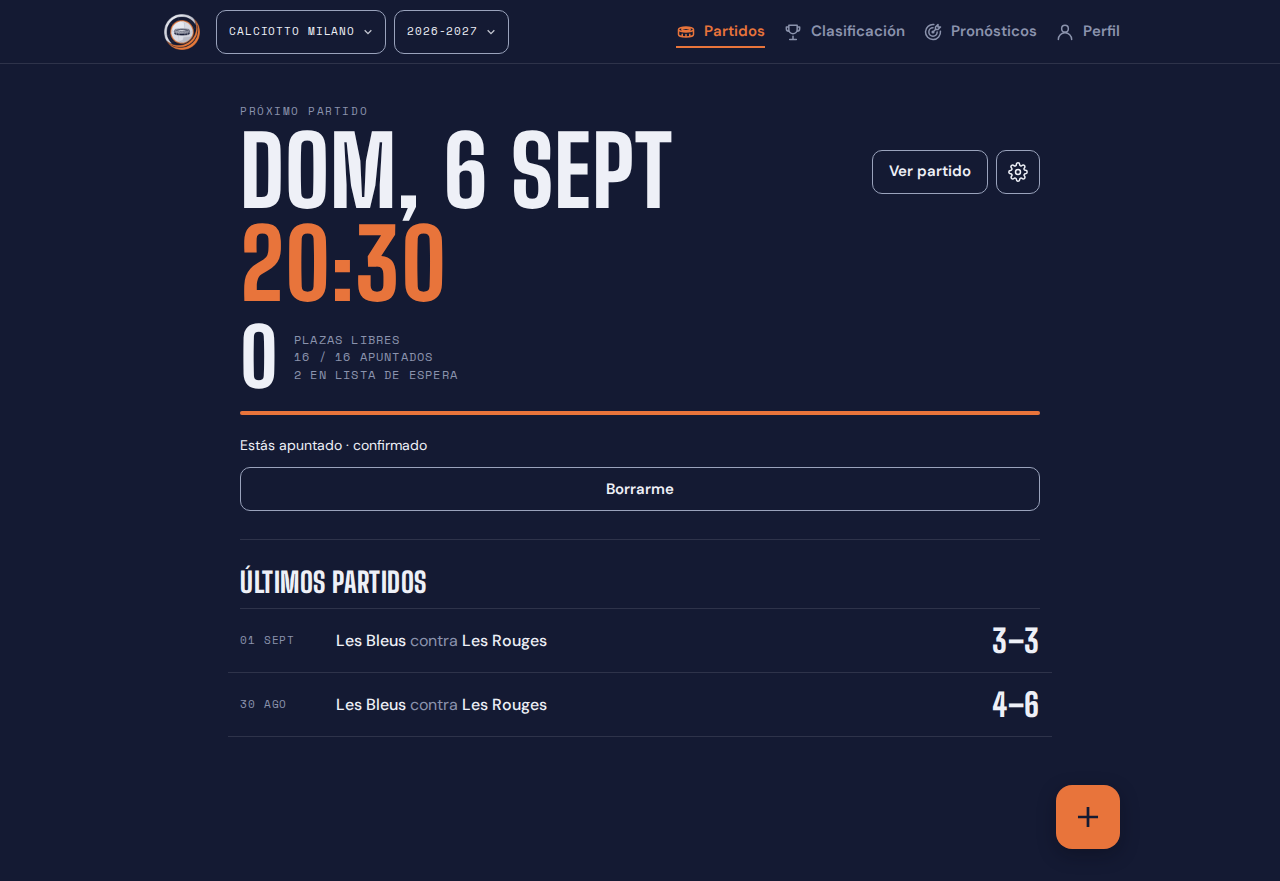 CALCIOTTO MILANO
2026-2027
Partidos
Clasificación
Pronósticos
Perfil
PRÓXIMO PARTIDO
DOM, 6 SEPT
20:30
Ver partido
0
PLAZAS LIBRES
16 / 16 APUNTADOS
2 EN LISTA DE ESPERA
Estás apuntado · confirmado
Borrarme
ÚLTIMOS PARTIDOS
01 SEPT Les Bleus contra Les Rouges 3–3
30 AGO Les Bleus contra Les Rouges 4–6